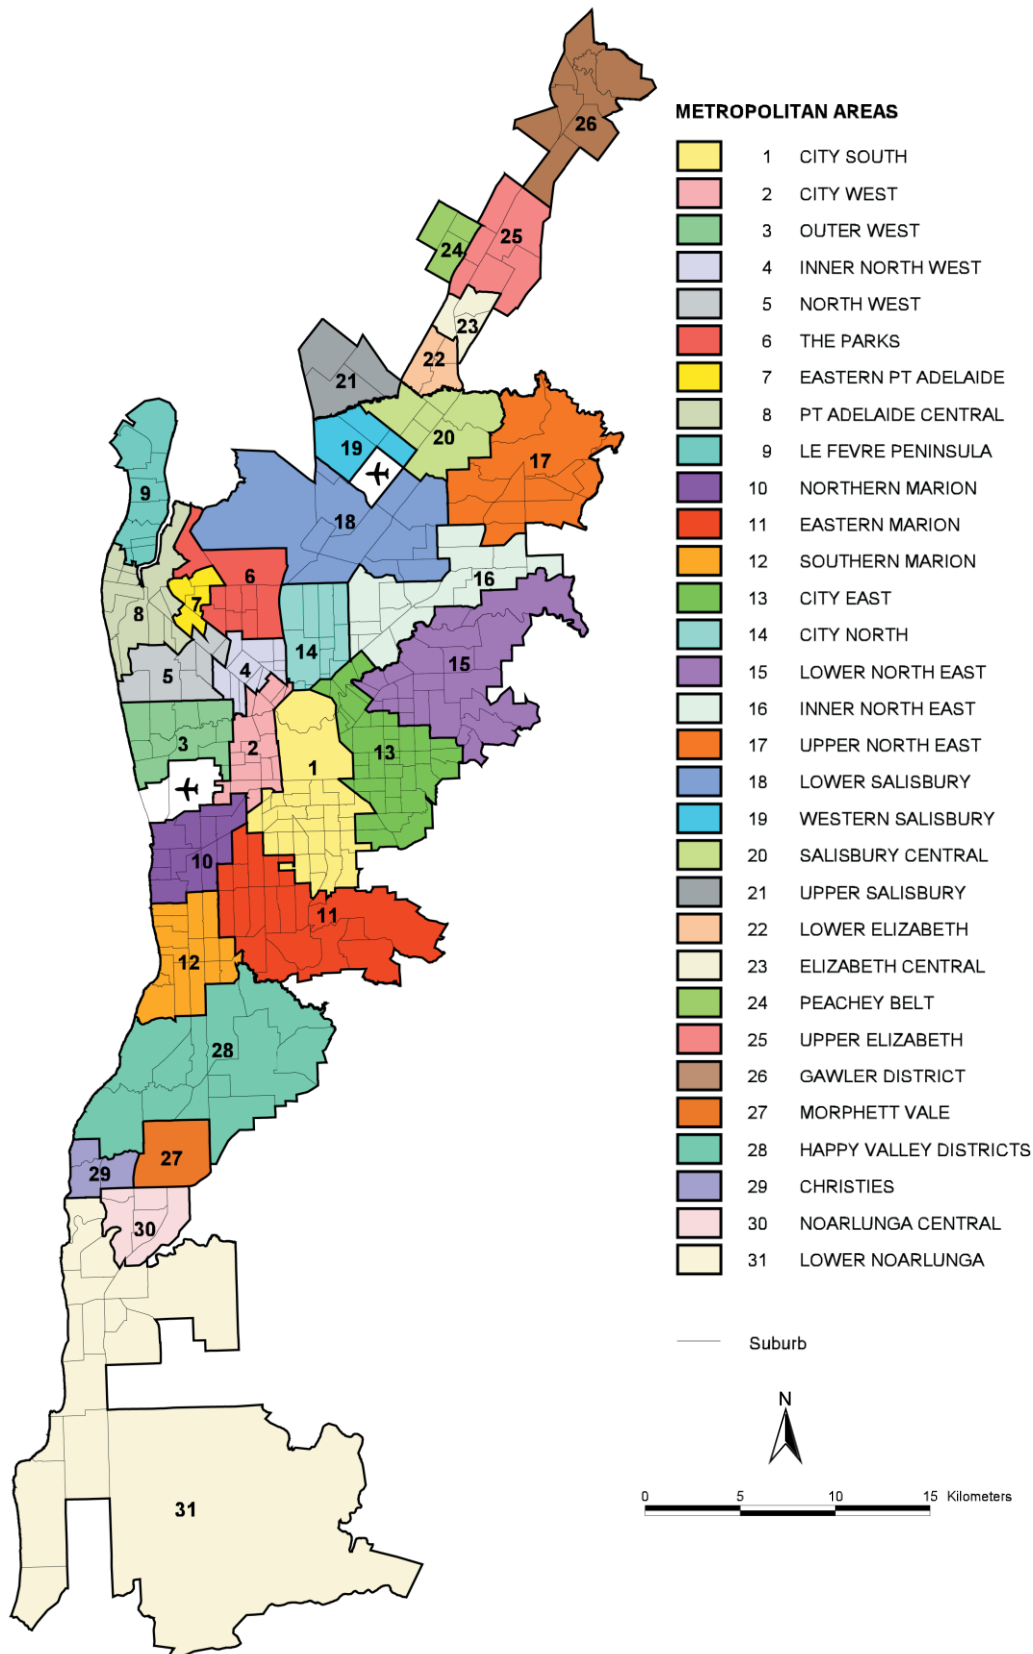 METROPOLITAN AREAS
1 CITY SOUTH
2 CITY WEST
3 OUTER WEST
4 INNER NORTH WEST
5 NORTH WEST
6 THE PARKS
7 EASTERN PT ADELAIDE
8 PT ADELAIDE CENTRAL
9 LE FEVRE PENINSULA
10 NORTHERN MARION
11 EASTERN MARION
12 SOUTHERN MARION
13 CITY EAST
14 CITY NORTH
15 LOWER NORTH EAST
16 INNER NORTH EAST
17 UPPER NORTH EAST
18 LOWER SALISBURY
19 WESTERN SALISBURY
20 SALISBURY CENTRAL
21 UPPER SALISBURY
22 LOWER ELIZABETH
23 ELIZABETH CENTRAL
24 PEACHEY BELT
25 UPPER ELIZABETH
26 GAWLER DISTRICT
27 MORPHETT VALE
28 HAPPY VALLEY DISTRICTS
29 CHRISTIES
30 NOARLUNGA CENTRAL
31 LOWER NOARLUNGA
Suburb
N
0 5 10 15 Kilometers
26
25
24
23
22
21
20
19
17
9
18
16
6
7
8
14
15
4
5
3
2
13
1
10
11
12
28
27
29
30
31